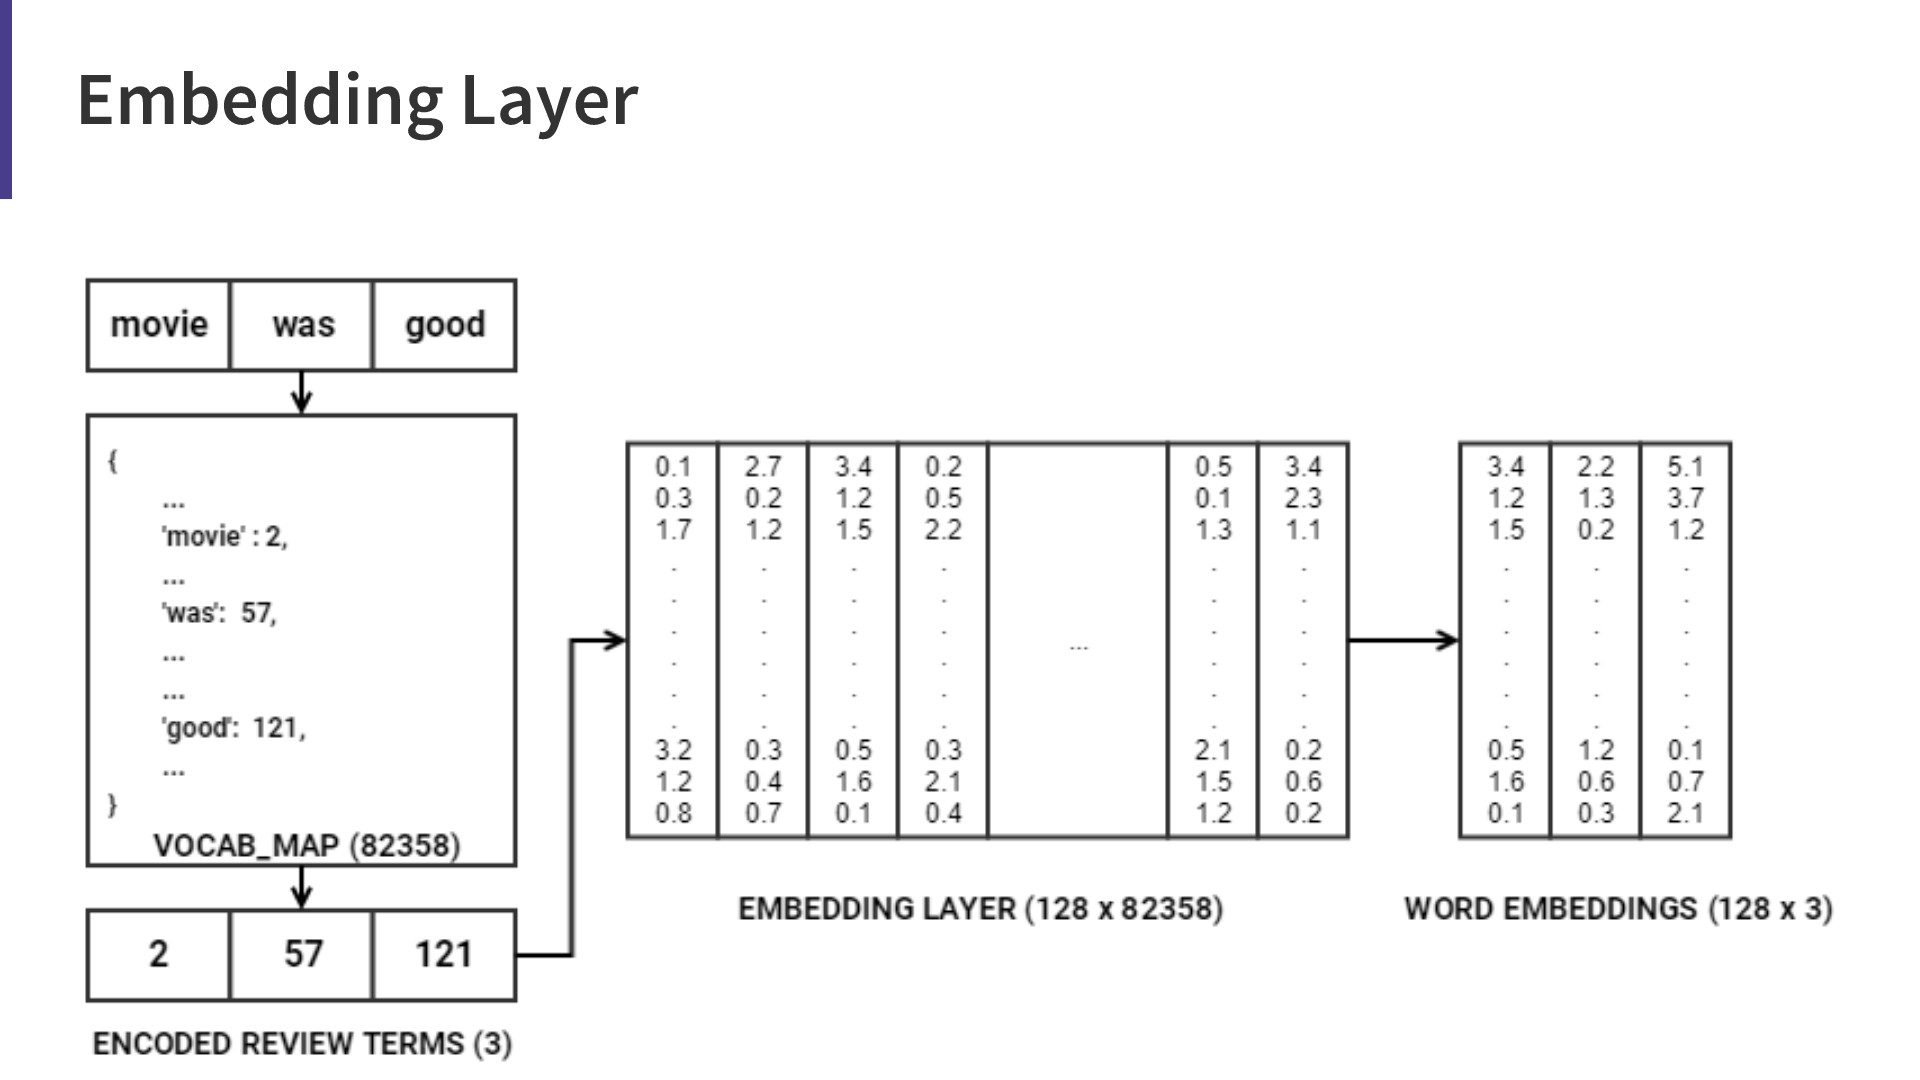 Embedding Layer
movie was good
{
...
'movie' : 2,
...
'was': 57,
...
...
'good': 121,
...
}
VOCAB_MAP (82358)
2 57 121
ENCODED REVIEW TERMS (3)
0.1 2.7 3.4 0.2 0.5 3.4
0.3 0.2 1.2 0.5 0.1 2.3
1.7 1.2 1.5 2.2 1.3 1.1
. . . . . .
. . . . . .
. . . . . .
...
. . . . . .
. . . . . .
. . . . . .
3.2 0.3 0.5 0.3 2.1 0.2
1.2 0.4 1.6 2.1 1.5 0.6
0.8 0.7 0.1 0.4 1.2 0.2
EMBEDDING LAYER (128 x 82358)
3.4 2.2 5.1
1.2 1.3 3.7
1.5 0.2 1.2
. . .
. . .
. . .
. . .
. . .
. . .
0.5 1.2 0.1
1.6 0.6 0.7
0.1 0.3 2.1
WORD EMBEDDINGS (128 x 3)